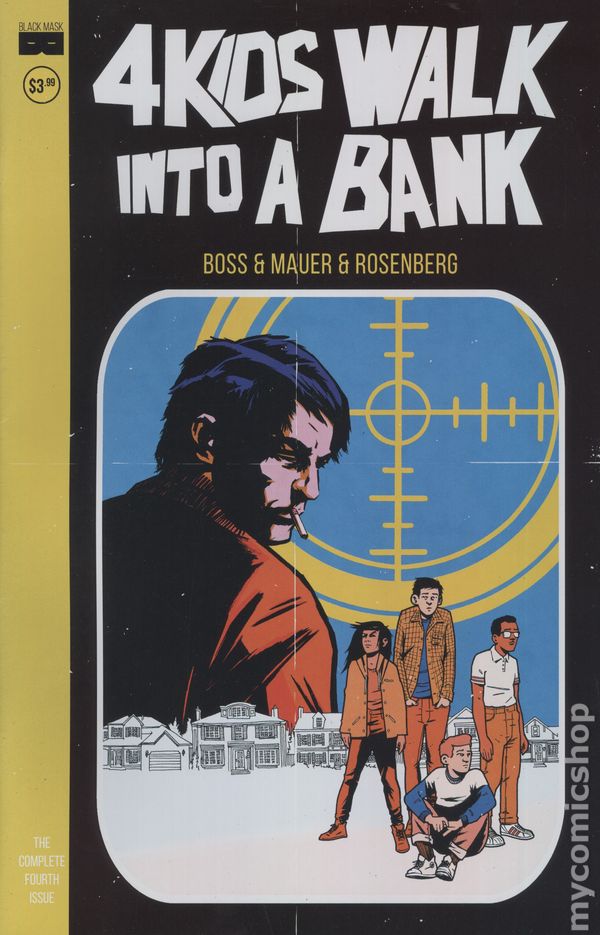 BLACK MASK
$3.99
4 KIDS WALK
INTO A BANK
BOSS & MAUER & ROSENBERG
THE
COMPLETE
FOURTH
ISSUE
mycomicshop